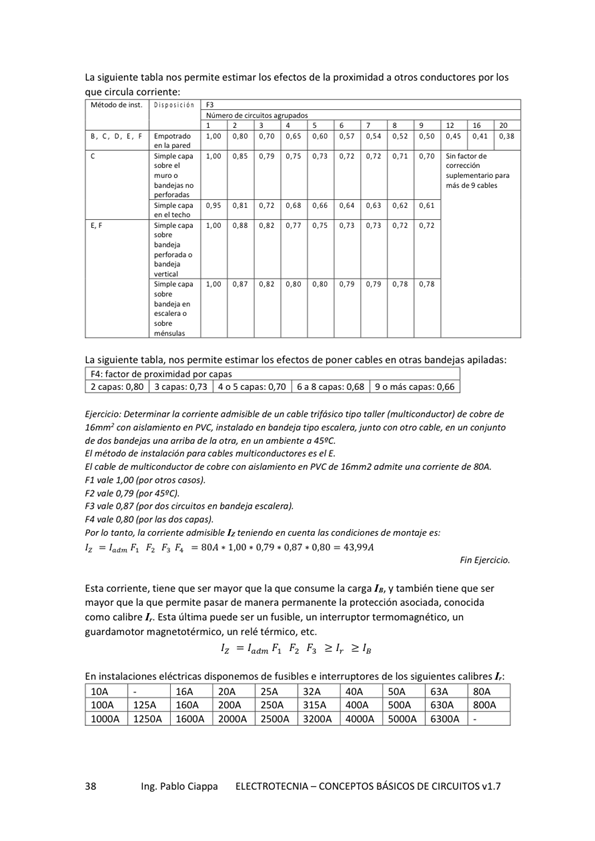 La siguiente tabla nos permite estimar los efectos de la proximidad a otros conductores por los
que circula corriente:
Método de inst. Disposición F3
Número de circuitos agrupados
1 2 3 4 5 6 7 8 9 12 16 20
B, C, D, E, F Empotrado 1,00 0,80 0,70 0,65 0,60 0,57 0,54 0,52 0,50 0,45 0,41 0,38
en la pared
C Simple capa 1,00 0,85 0,79 0,75 0,73 0,72 0,72 0,71 0,70 Sin factor de
sobre el corrección
muro o suplementario para
bandejas no más de 9 cables
perforadas
Simple capa 0,95 0,81 0,72 0,68 0,66 0,64 0,63 0,62 0,61
en el techo
E, F Simple capa 1,00 0,88 0,82 0,77 0,75 0,73 0,73 0,72 0,72
sobre
bandeja
perforada o
bandeja
vertical
Simple capa 1,00 0,87 0,82 0,80 0,80 0,79 0,79 0,78 0,78
sobre
bandeja en
escalera o
sobre
ménsulas
La siguiente tabla, nos permite estimar los efectos de poner cables en otras bandejas apiladas:
F4: factor de proximidad por capas
2 capas: 0,80 3 capas: 0,73 4 o 5 capas: 0,70 6 a 8 capas: 0,68 9 o más capas: 0,66
Ejercicio: Determinar la corriente admisible de un cable trifásico tipo taller (multiconductor) de cobre de
16mm² con aislamiento en PVC, instalado en bandeja tipo escalera, junto con otro cable, en un conjunto
de dos bandejas una arriba de la otra, en un ambiente a 45ºC.
El método de instalación para cables multiconductores es el E.
El cable de multiconductor de cobre con aislamiento en PVC de 16mm2 admite una corriente de 80A.
F1 vale 1,00 (por otros casos).
F2 vale 0,79 (por 45ºC).
F3 vale 0,87 (por dos circuitos en bandeja escalera).
F4 vale 0,80 (por las dos capas).
Por lo tanto, la corriente admisible IZ teniendo en cuenta las condiciones de montaje es:
IZ = Iadm F1 F2 F3 F4 = 80A * 1,00 * 0,79 * 0,87 * 0,80 = 43,99A
Fin Ejercicio.
Esta corriente, tiene que ser mayor que la que consume la carga IB, y también tiene que ser
mayor que la que permite pasar de manera permanente la protección asociada, conocida
como calibre Ir. Esta última puede ser un fusible, un interruptor termomagnético, un
guardamotor magnetotérmico, un relé térmico, etc.
IZ = Iadm F1 F2 F3 ≥ Ir ≥ IB
En instalaciones eléctricas disponemos de fusibles e interruptores de los siguientes calibres Ir:
10A - 16A 20A 25A 32A 40A 50A 63A 80A
100A 125A 160A 200A 250A 315A 400A 500A 630A 800A
1000A 1250A 1600A 2000A 2500A 3200A 4000A 5000A 6300A -
38 Ing. Pablo Ciappa ELECTROTECNIA – CONCEPTOS BÁSICOS DE CIRCUITOS v1.7